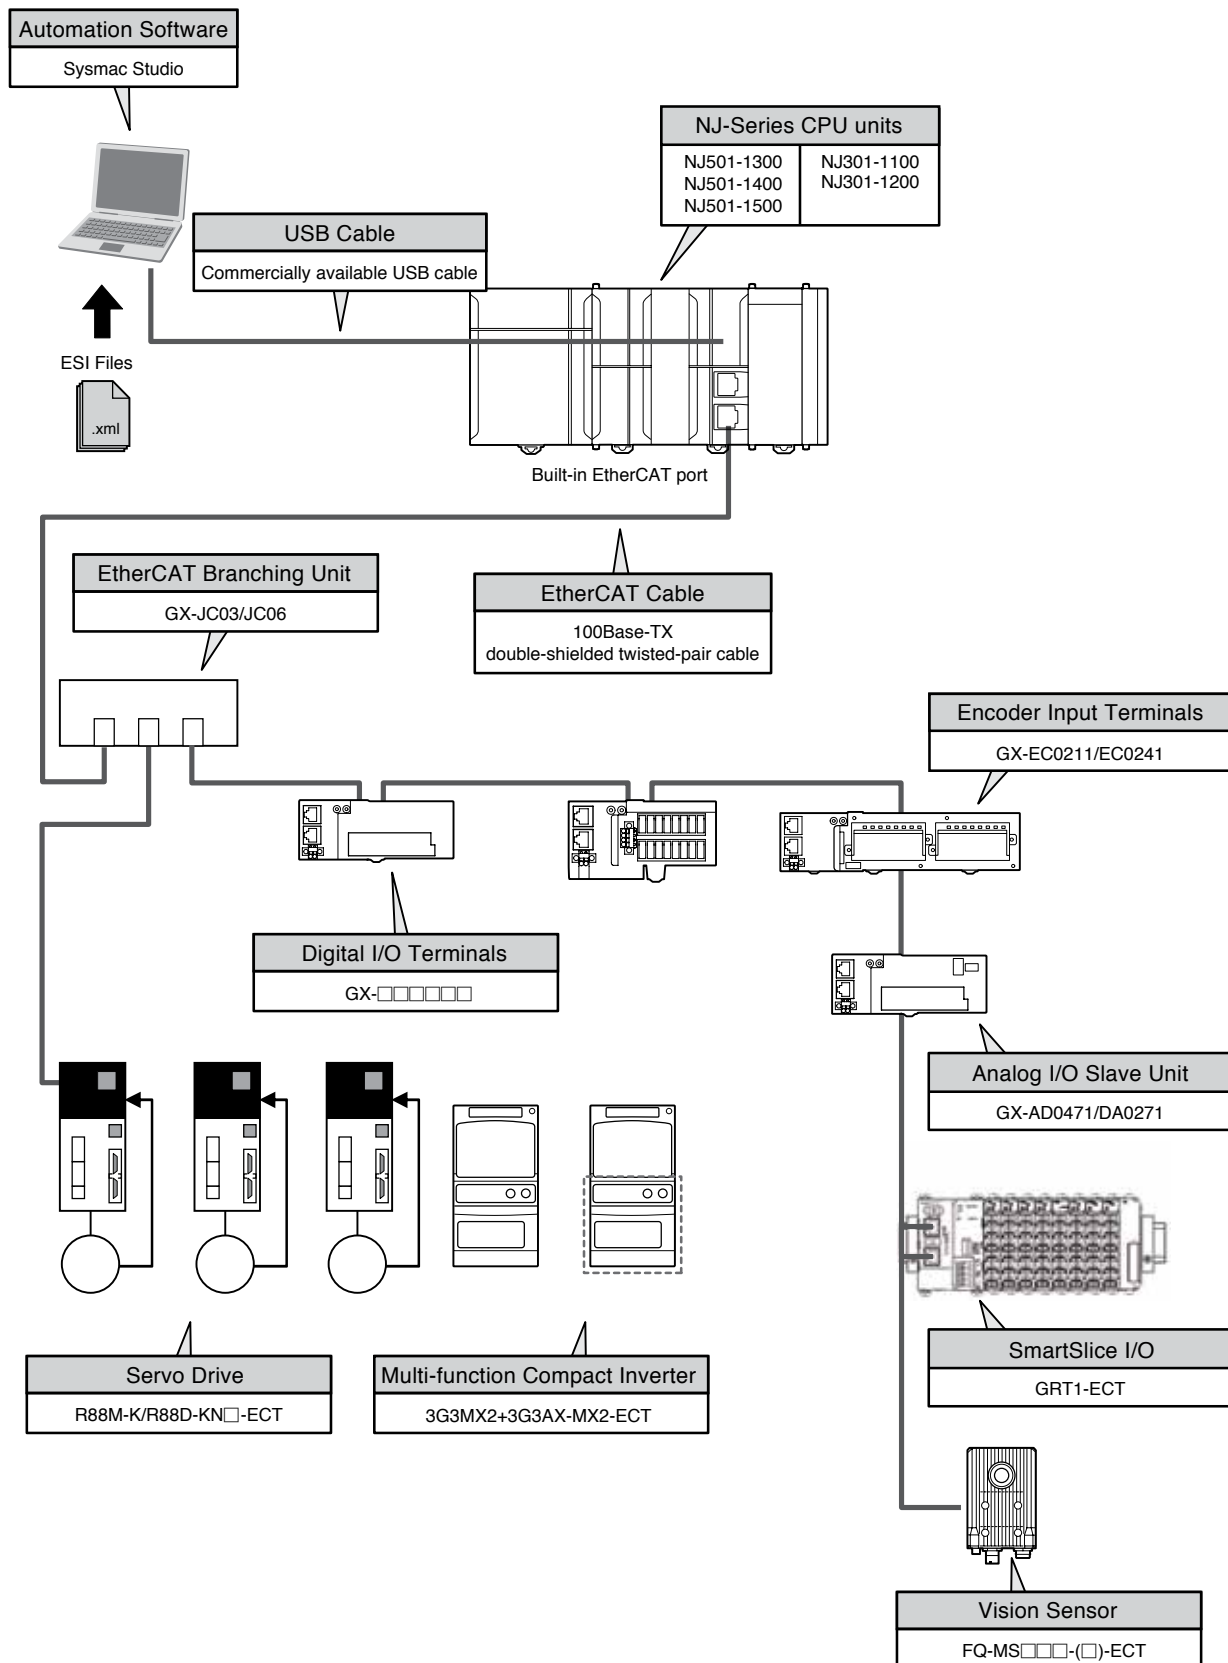 Automation Software
Sysmac Studio
NJ-Series CPU units
NJ501-1300
NJ501-1400
NJ501-1500
NJ301-1100
NJ301-1200
USB Cable
Commercially available USB cable
ESI Files
.xml
Built-in EtherCAT port
EtherCAT Branching Unit
GX-JC03/JC06
EtherCAT Cable
100Base-TX
double-shielded twisted-pair cable
Encoder Input Terminals
GX-EC0211/EC0241
Digital I/O Terminals
GX-□□□□□□
Analog I/O Slave Unit
GX-AD0471/DA0271
SmartSlice I/O
GRT1-ECT
Servo Drive
R88M-K/R88D-KN□-ECT
Multi-function Compact Inverter
3G3MX2+3G3AX-MX2-ECT
Vision Sensor
FQ-MS□□□-(□)-ECT